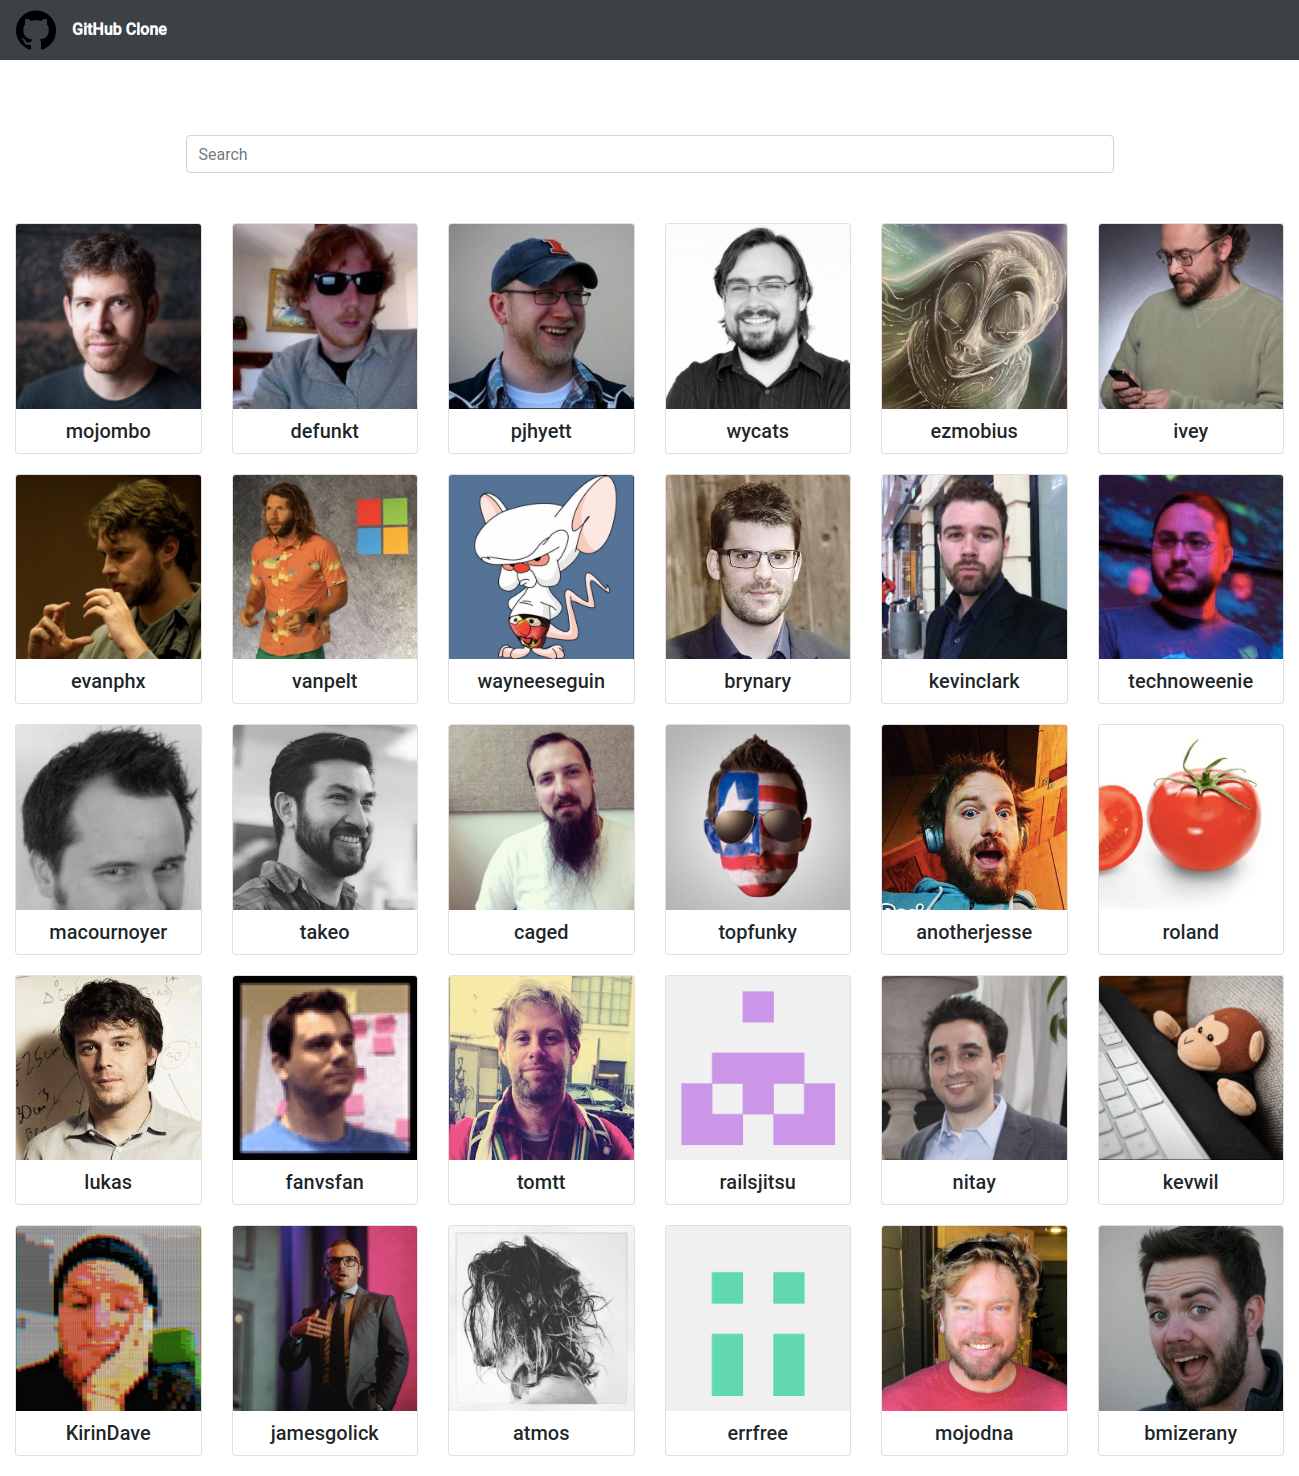 GitHub Clone
Search
mojombo
defunkt
pjhyett
wycats
ezmobius
ivey
evanphx
vanpelt
wayneeseguin
brynary
kevinclark
technoweenie
macournoyer
takeo
caged
topfunky
anotherjesse
roland
lukas
fanvsfan
tomtt
railsjitsu
nitay
kevwil
KirinDave
jamesgolick
atmos
errfree
mojodna
bmizerany